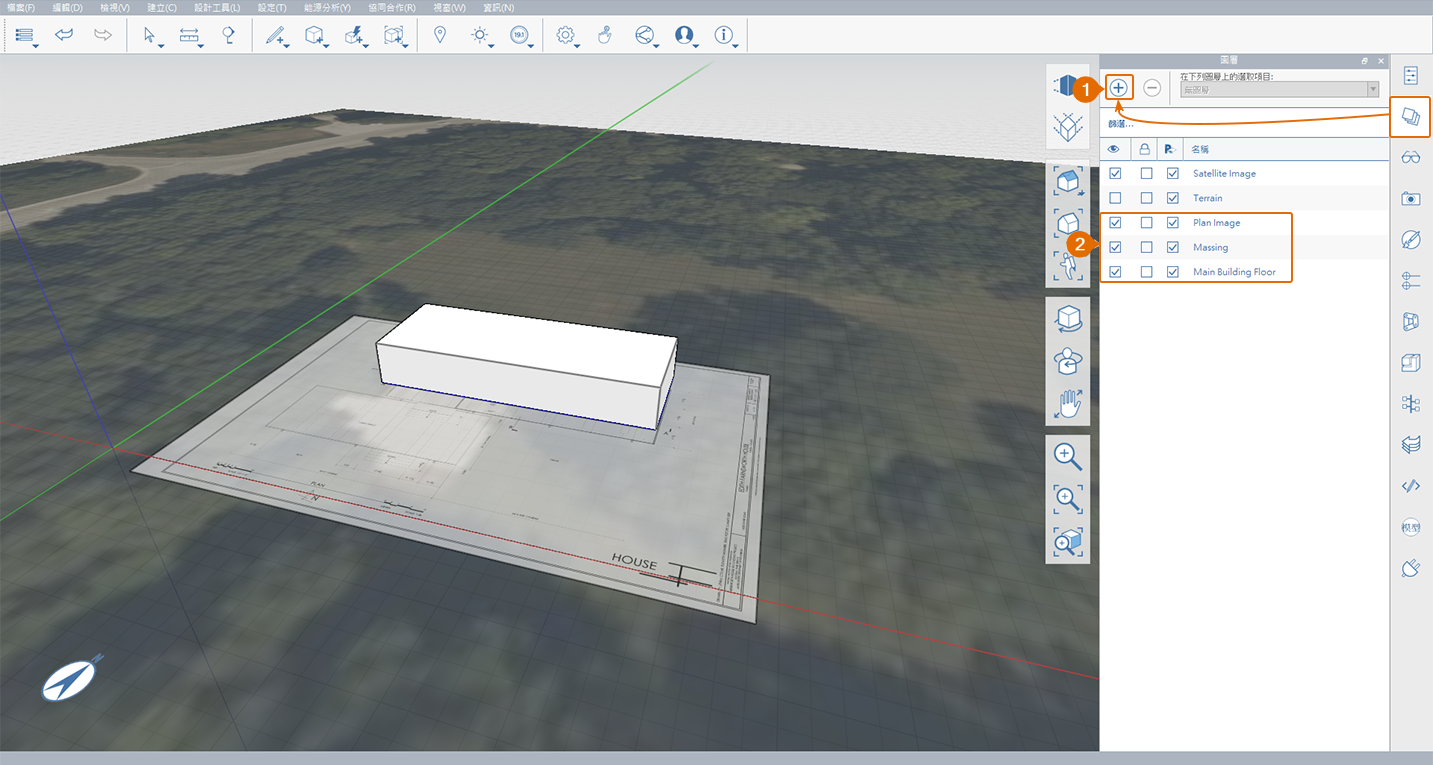 檔案(F) 編輯(D) 檢視(V) 建立(C) 設計工具(L) 設定(T) 能源分析(Y) 協同合作(R) 視窗(W) 資訊(N)
19.1
圖層
1
在下列圖層上的選取項目:
無圖層
篩選...
名稱
Satellite Image
Terrain
2
Plan Image
Massing
Main Building Floor
模型
PLAN
N
HOUSE